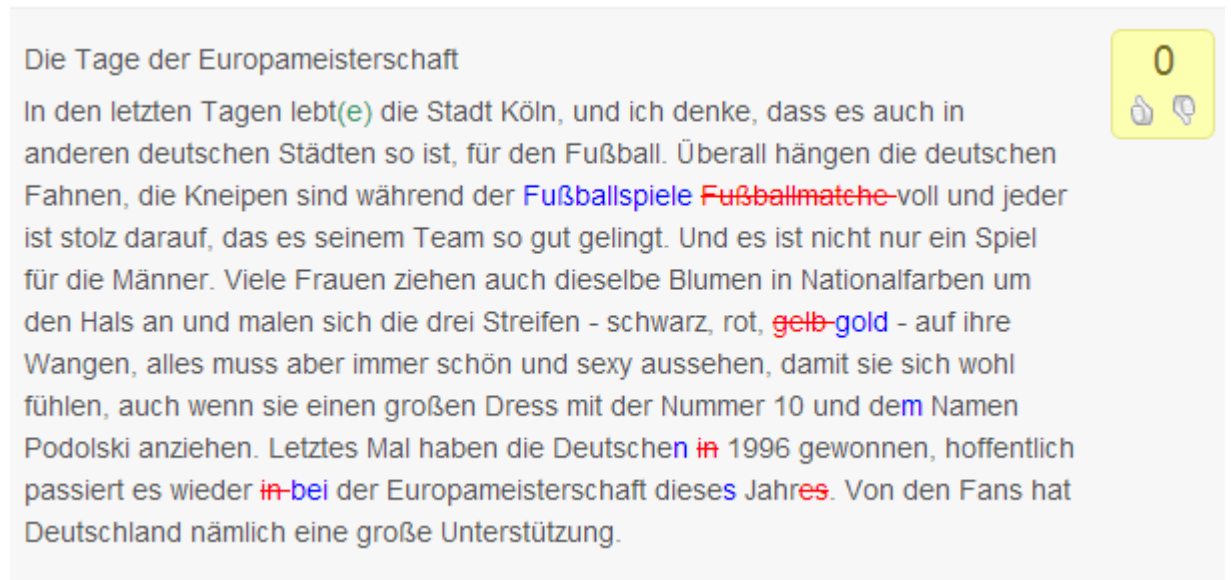 Die Tage der Europameisterschaft
0
In den letzten Tagen lebt(e) die Stadt Köln, und ich denke, dass es auch in
anderen deutschen Städten so ist, für den Fußball. Überall hängen die deutschen
Fahnen, die Kneipen sind während der Fußballspiele Fußballmatche voll und jeder
ist stolz darauf, das es seinem Team so gut gelingt. Und es ist nicht nur ein Spiel
für die Männer. Viele Frauen ziehen auch dieselbe Blumen in Nationalfarben um
den Hals an und malen sich die drei Streifen - schwarz, rot, gelb gold - auf ihre
Wangen, alles muss aber immer schön und sexy aussehen, damit sie sich wohl
fühlen, auch wenn sie einen großen Dress mit der Nummer 10 und dem Namen
Podolski anziehen. Letztes Mal haben die Deutschen in 1996 gewonnen, hoffentlich
passiert es wieder in bei der Europameisterschaft dieses Jahres. Von den Fans hat
Deutschland nämlich eine große Unterstützung.